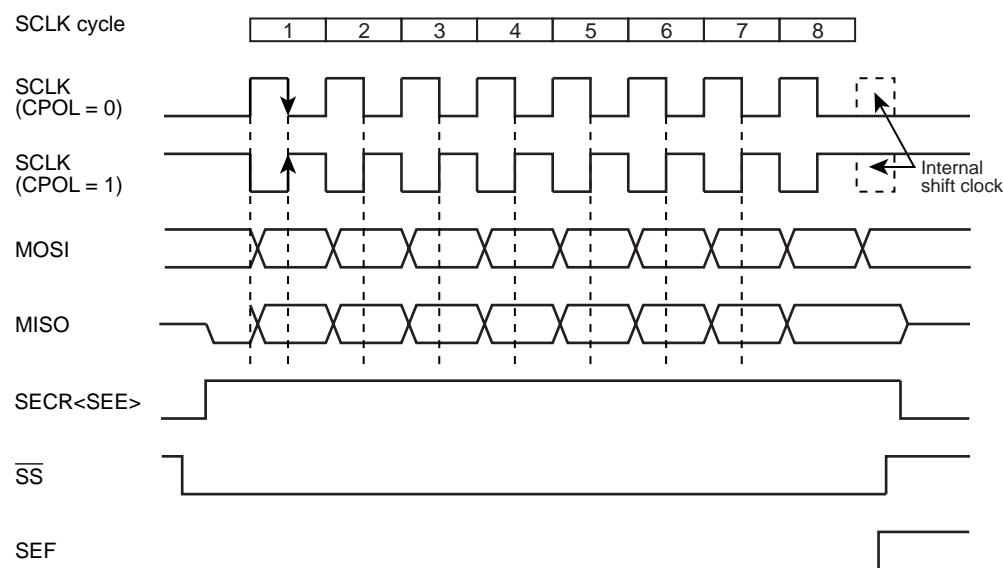 SCLK cycle
1 2 3 4 5 6 7 8
SCLK
(CPOL = 0)
SCLK
(CPOL = 1)
Internal
shift clock
MOSI
MISO
SECR<SEE>
SS
SEF